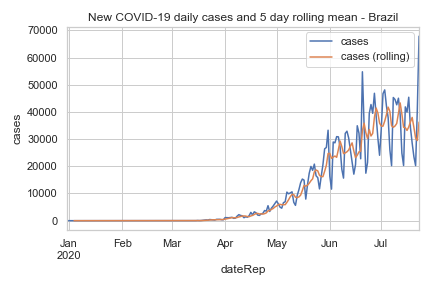 New COVID-19 daily cases and 5 day rolling mean - Brazil
70000
60000
50000
40000
30000
20000
10000
0
cases
cases
cases (rolling)
Jan
2020
Feb
Mar
Apr
May
Jun
Jul
dateRep